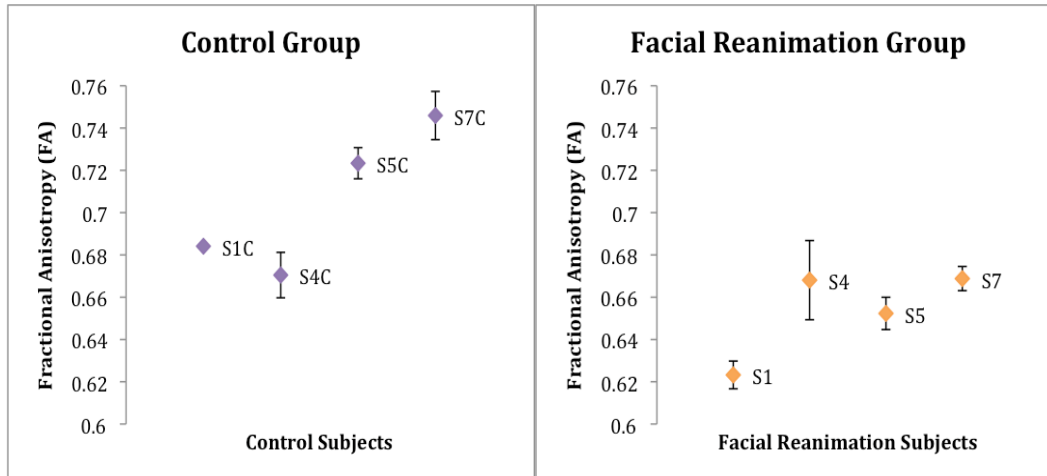 Control Group
Fractional Anisotropy (FA)
0.76
0.74
0.72
0.7
0.68
0.66
0.64
0.62
0.6
S7C
S5C
S1C
S4C
Control Subjects
Facial Reanimation Group
Fractional Anisotropy (FA)
0.76
0.74
0.72
0.7
0.68
0.66
0.64
0.62
0.6
S4
S7
S5
S1
Facial Reanimation Subjects